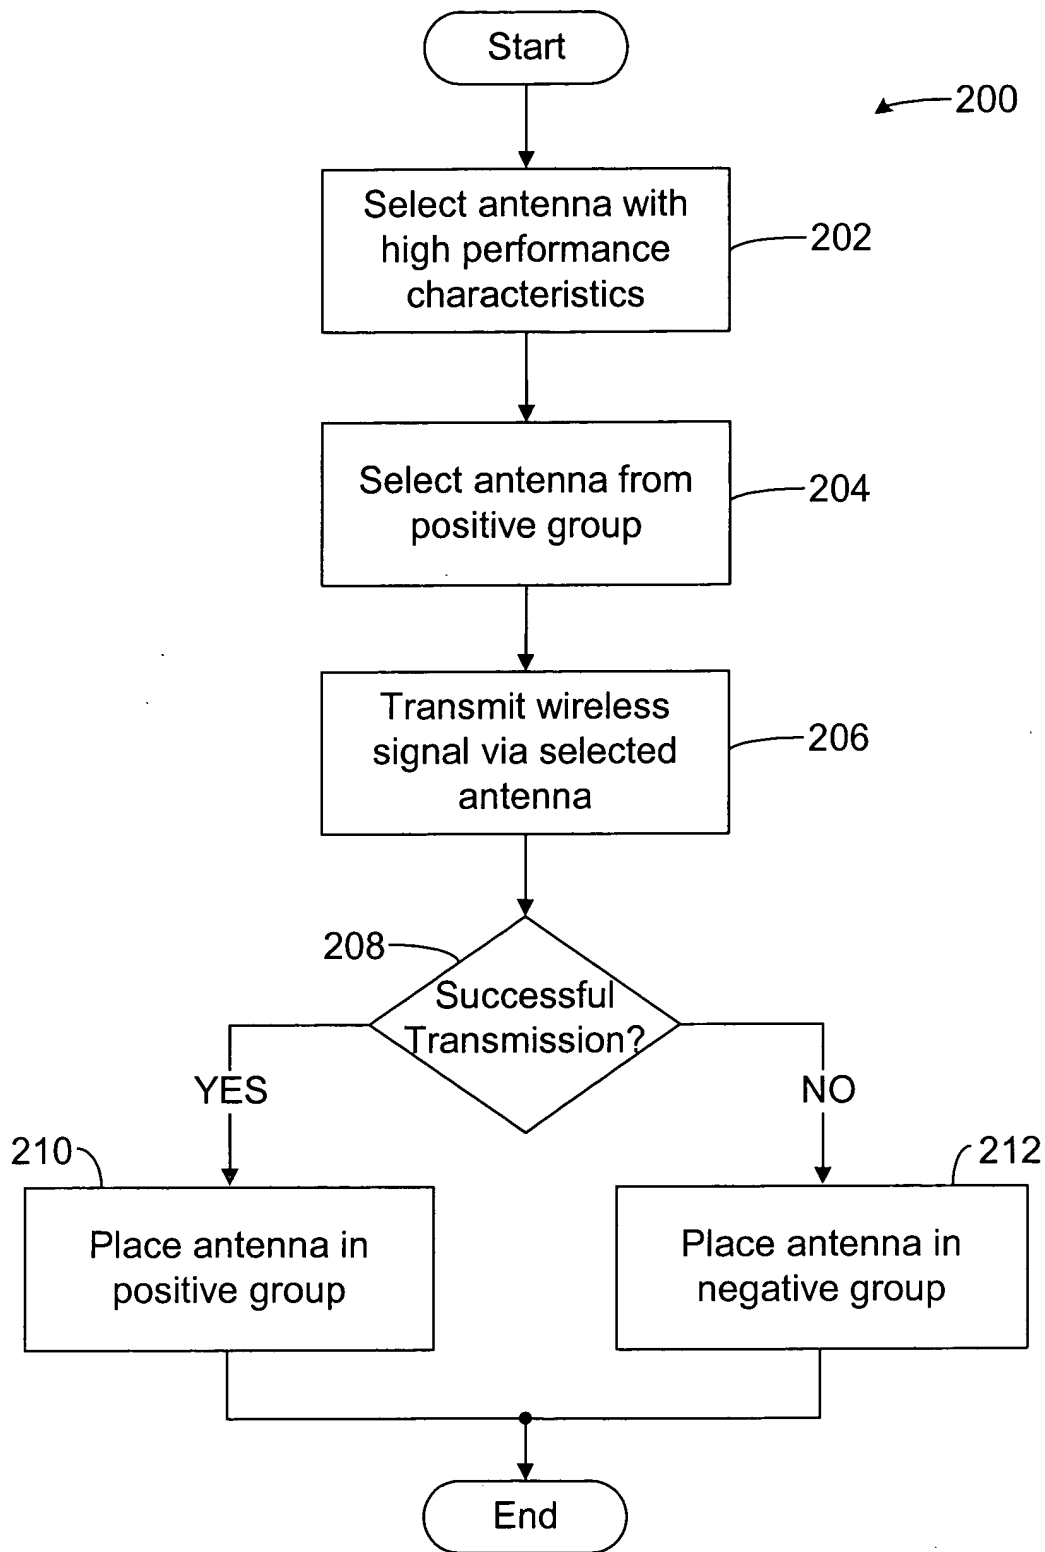 Start
200
Select antenna with
high performance
characteristics
202
Select antenna from
positive group
204
Transmit wireless
signal via selected
antenna
206
208
Successful
Transmission?
YES
NO
210
212
Place antenna in
positive group
Place antenna in
negative group
End